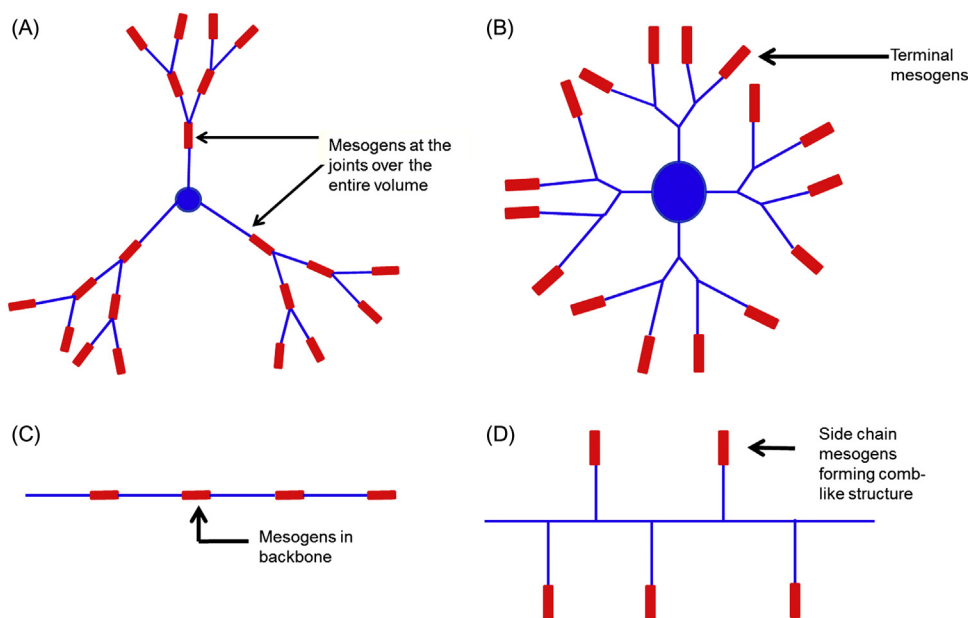 (A)
(B)
Terminal
mesogens
Mesogens at the
joints over the
entire volume
(C)
(D)
Side chain
mesogens
forming comb-
like structure
Mesogens in
backbone